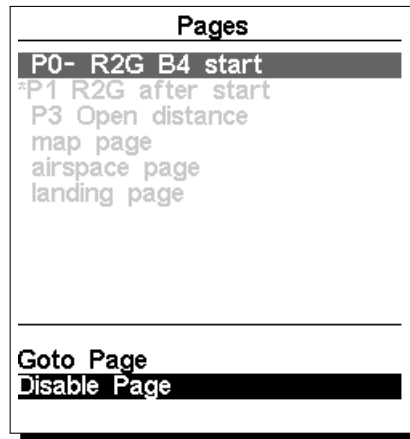 Pages
P0- R2G B4 start
*P1 R2G after start
P3 Open distance
map page
airspace page
landing page
Goto Page
Disable Page